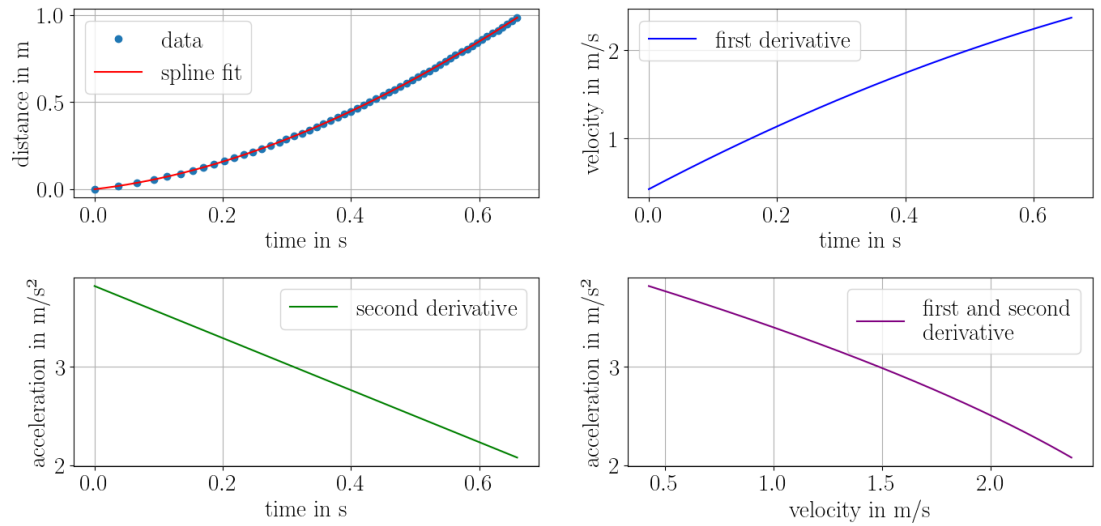 1.0
0.5
0.0
distance in m
data
spline fit
0.0
0.2
0.4
0.6
time in s
2
1
velocity in m/s
first derivative
0.0
0.2
0.4
0.6
time in s
3
2
acceleration in m/s²
second derivative
0.0
0.2
0.4
0.6
time in s
3
2
acceleration in m/s²
first and second
derivative
0.5
1.0
1.5
2.0
velocity in m/s